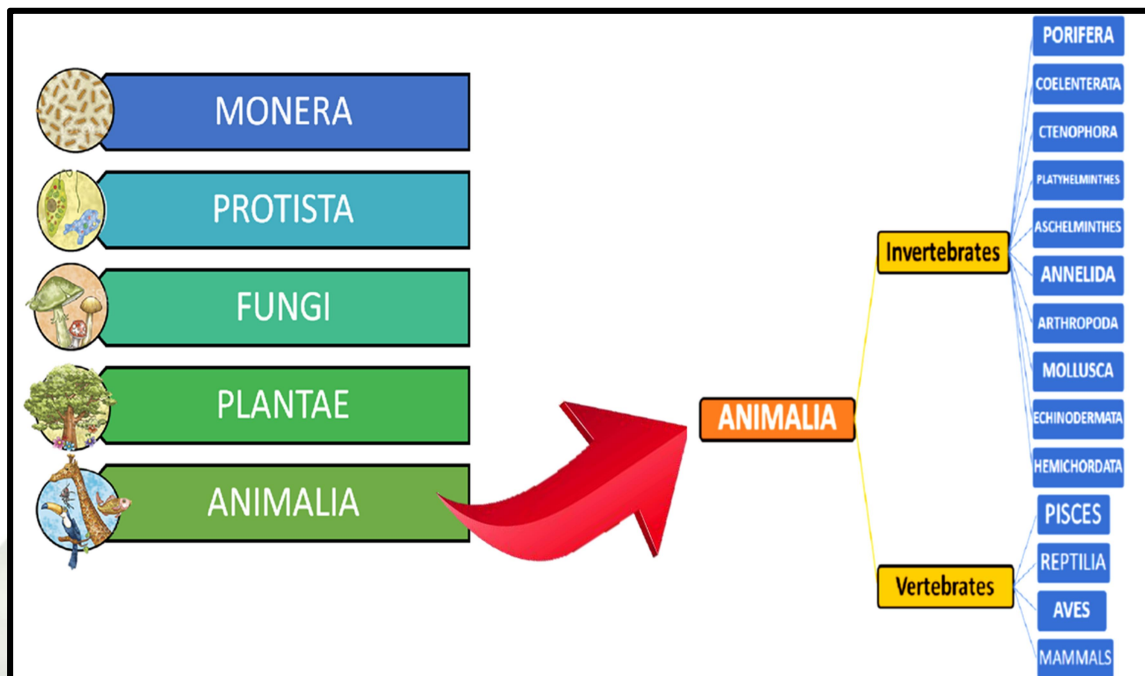 MONERA
PROTISTA
FUNGI
PLANTAE
ANIMALIA
ANIMALIA
Invertebrates
Vertebrates
PORIFERA
COELENTERATA
CTENOPHORA
PLATYHELMINTHES
ASCHELMINTHES
ANNELIDA
ARTHROPODA
MOLLUSCA
ECHINODERMATA
HEMICHORDATA
PISCES
REPTILIA
AVES
MAMMALS